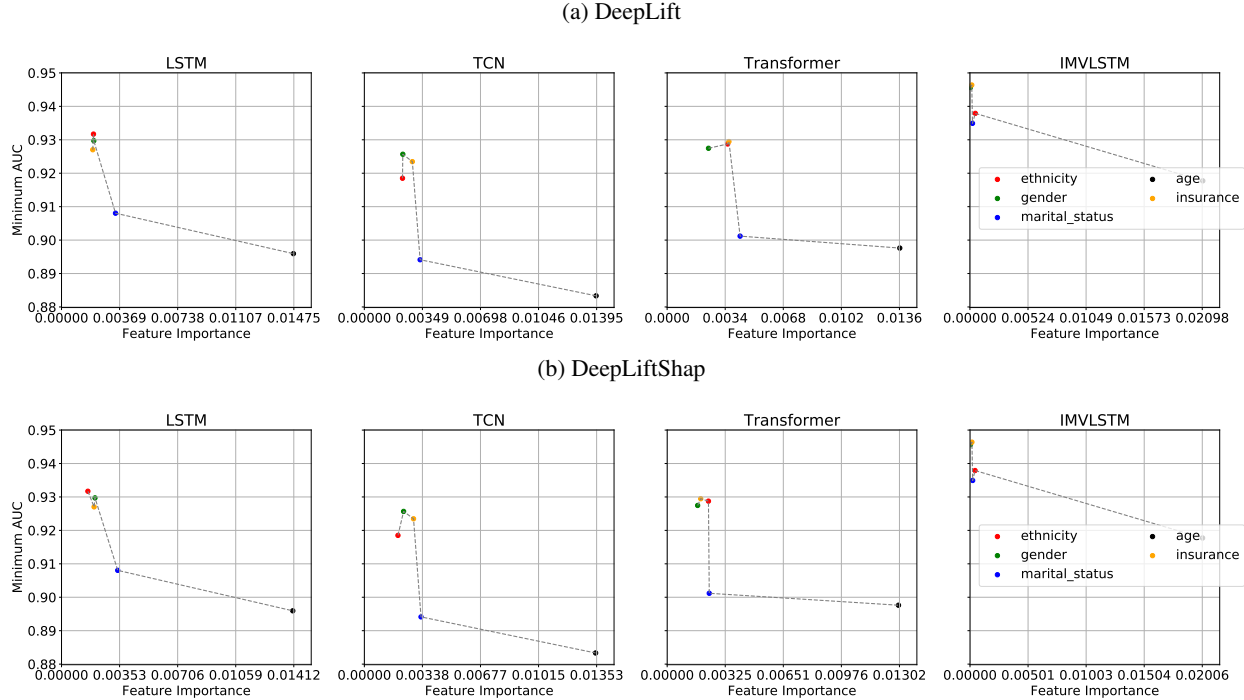 (a) DeepLift
LSTM
TCN
Transformer
IMVLSTM
Minimum AUC
0.95
0.94
0.93
0.92
0.91
0.90
0.89
0.88
ethnicity
gender
marital_status
age
insurance
0.00000 0.00369 0.00738 0.01107 0.01475
0.00000 0.00349 0.00698 0.01046 0.01395
0.0000 0.0034 0.0068 0.0102 0.0136
0.00000 0.00524 0.01049 0.01573 0.02098
Feature Importance
Feature Importance
Feature Importance
Feature Importance
(b) DeepLiftShap
LSTM
TCN
Transformer
IMVLSTM
Minimum AUC
0.95
0.94
0.93
0.92
0.91
0.90
0.89
0.88
ethnicity
gender
marital_status
age
insurance
0.00000 0.00353 0.00706 0.01059 0.01412
0.00000 0.00338 0.00677 0.01015 0.01353
0.00000 0.00325 0.00651 0.00976 0.01302
0.00000 0.00501 0.01003 0.01504 0.02006
Feature Importance
Feature Importance
Feature Importance
Feature Importance